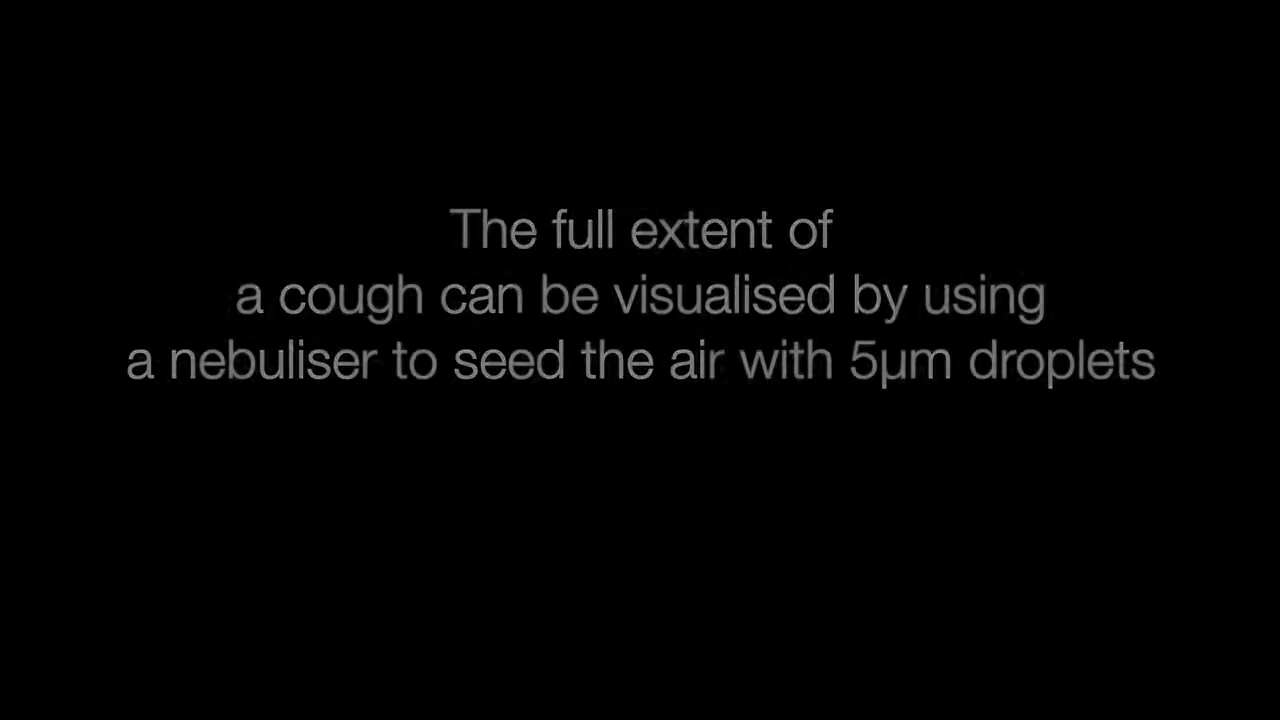 The full extent of
a cough can be visualised by using
a nebuliser to seed the air with 5µm droplets